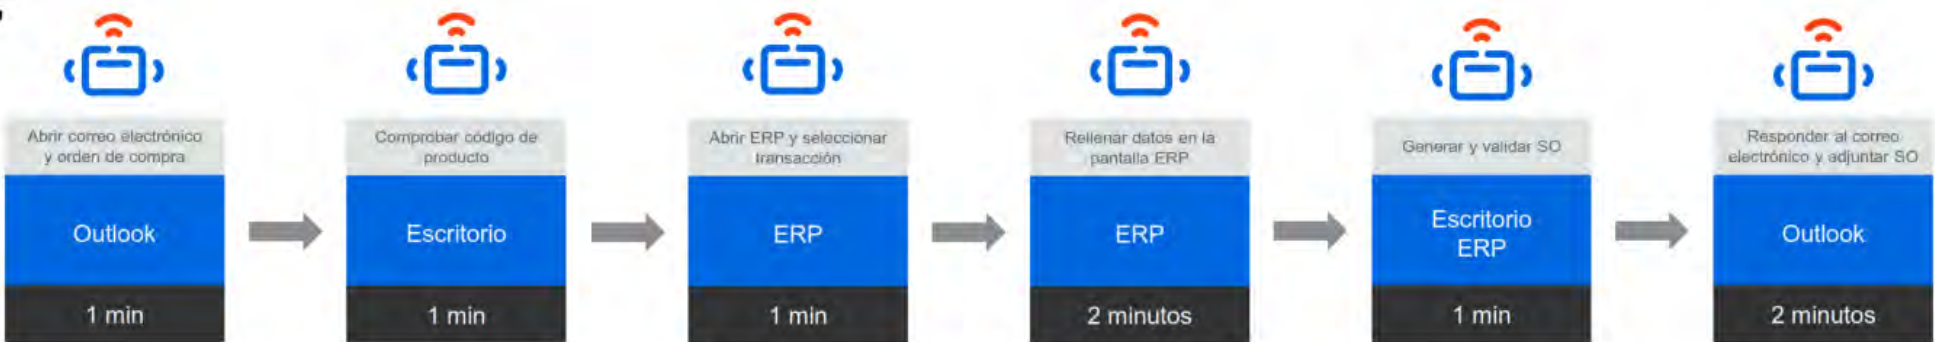 Abrir correo electrónico
y orden de compra
Outlook
1 min
Comprobar código de
producto
Escritorio
1 min
Abrir ERP y seleccionar
transacción
ERP
1 min
Rellenar datos en la
pantalla ERP
ERP
2 minutos
Generar y validar SO
Escritorio
ERP
1 min
Responder al correo
electrónico y adjuntar SO
Outlook
2 minutos